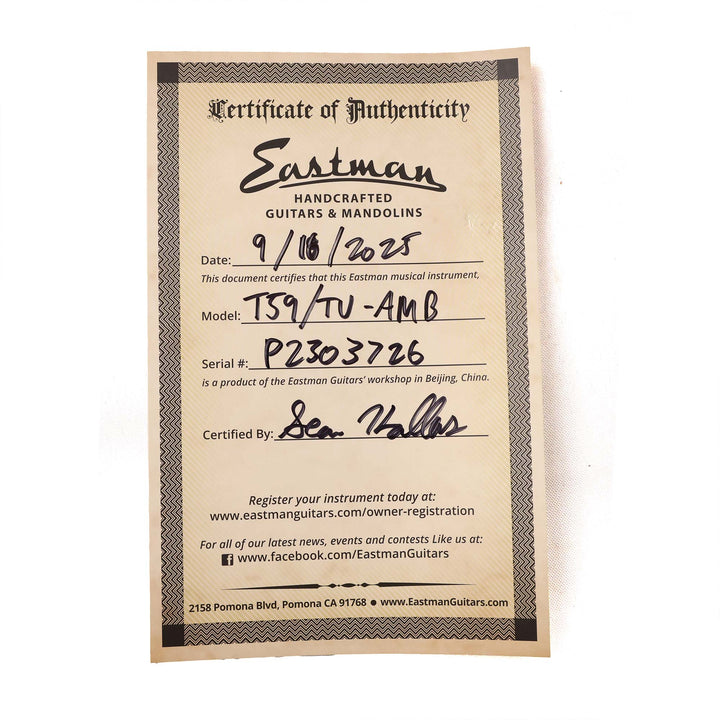 Certificate of Authenticity
Eastman
HANDCRAFTED
GUITARS & MANDOLINS
Date: 9/16/2025
This document certifies that this Eastman musical instrument,
Model: T59/TV-AMB
Serial #: P2303726
is a product of the Eastman Guitars' workshop in Beijing, China.
Certified By: Sean Kallas
Register your instrument today at:
www.eastmanguitars.com/owner-registration
For all of our latest news, events and contests Like us at:
f www.facebook.com/EastmanGuitars
2158 Pomona Blvd, Pomona CA 91768 ● www.EastmanGuitars.com